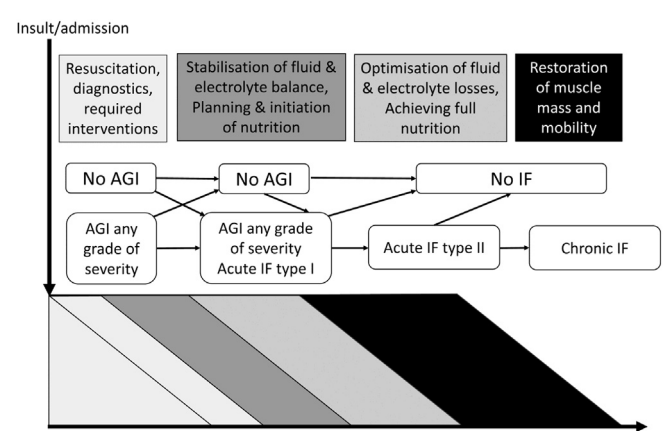 Insult/admission
Resuscitation,
diagnostics,
required
interventions
Stabilisation of fluid &
electrolyte balance,
Planning & initiation
of nutrition
Optimisation of fluid
& electrolyte losses,
Achieving full
nutrition
Restoration
of muscle
mass and
mobility
No AGI
No AGI
No IF
AGI any
grade of
severity
AGI any grade
of severity
Acute IF type I
Acute IF type II
Chronic IF